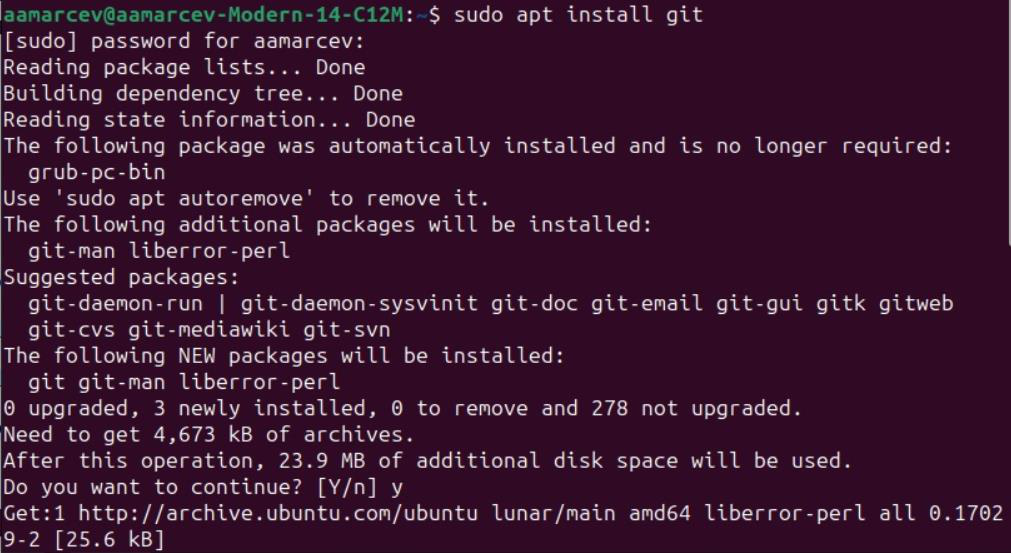 aamarcev@aamarcev-Modern-14-C12M:~$ sudo apt install git
[sudo] password for aamarcev:
Reading package lists... Done
Building dependency tree... Done
Reading state information... Done
The following package was automatically installed and is no longer required:
  grub-pc-bin
Use 'sudo apt autoremove' to remove it.
The following additional packages will be installed:
  git-man liberror-perl
Suggested packages:
  git-daemon-run | git-daemon-sysvinit git-doc git-email git-gui gitk gitweb
  git-cvs git-mediawiki git-svn
The following NEW packages will be installed:
  git git-man liberror-perl
0 upgraded, 3 newly installed, 0 to remove and 278 not upgraded.
Need to get 4,673 kB of archives.
After this operation, 23.9 MB of additional disk space will be used.
Do you want to continue? [Y/n] y
Get:1 http://archive.ubuntu.com/ubuntu lunar/main amd64 liberror-perl all 0.1702
9-2 [25.6 kB]